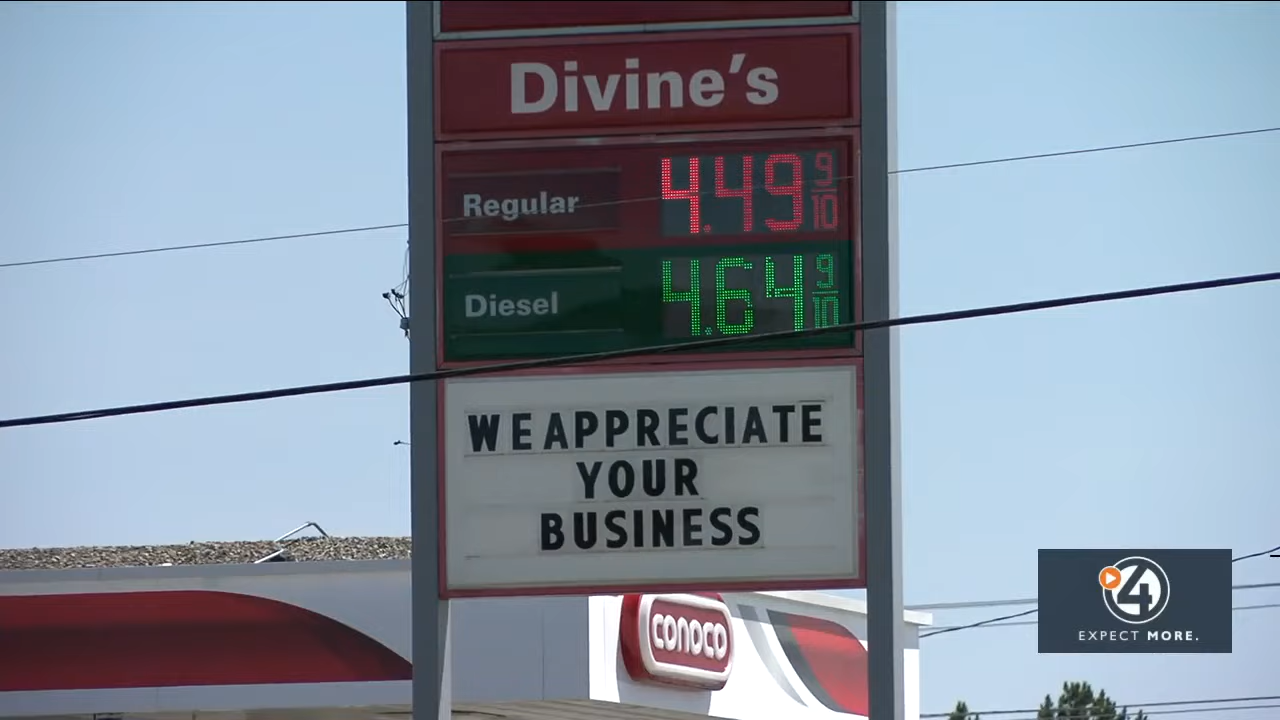 Divine's
Regular 4.49 9/10
Diesel 4.64 9/10
WE APPRECIATE
YOUR
BUSINESS
conoco
4
EXPECT MORE.